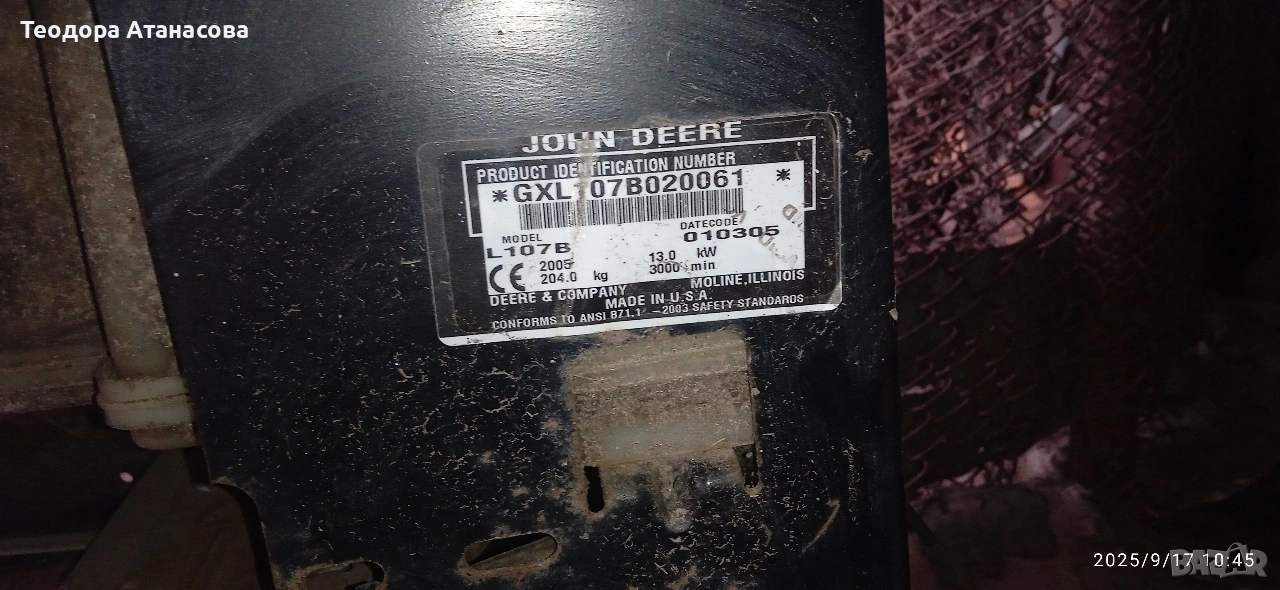 Теодора Атанасова
JOHN DEERE
PRODUCT IDENTIFICATION NUMBER
*GXL107B020061 *
MODEL
DATECODE
L107B
010305
CE 2005 13.0 kW
204.0 kg 3000 min
DEERE & COMPANY MOLINE, ILLINOIS
MADE IN U.S.A.
CONFORMS TO ANSI B71.1 -2003 SAFETY STANDARDS
2025/9/17 10:45
BAZAR